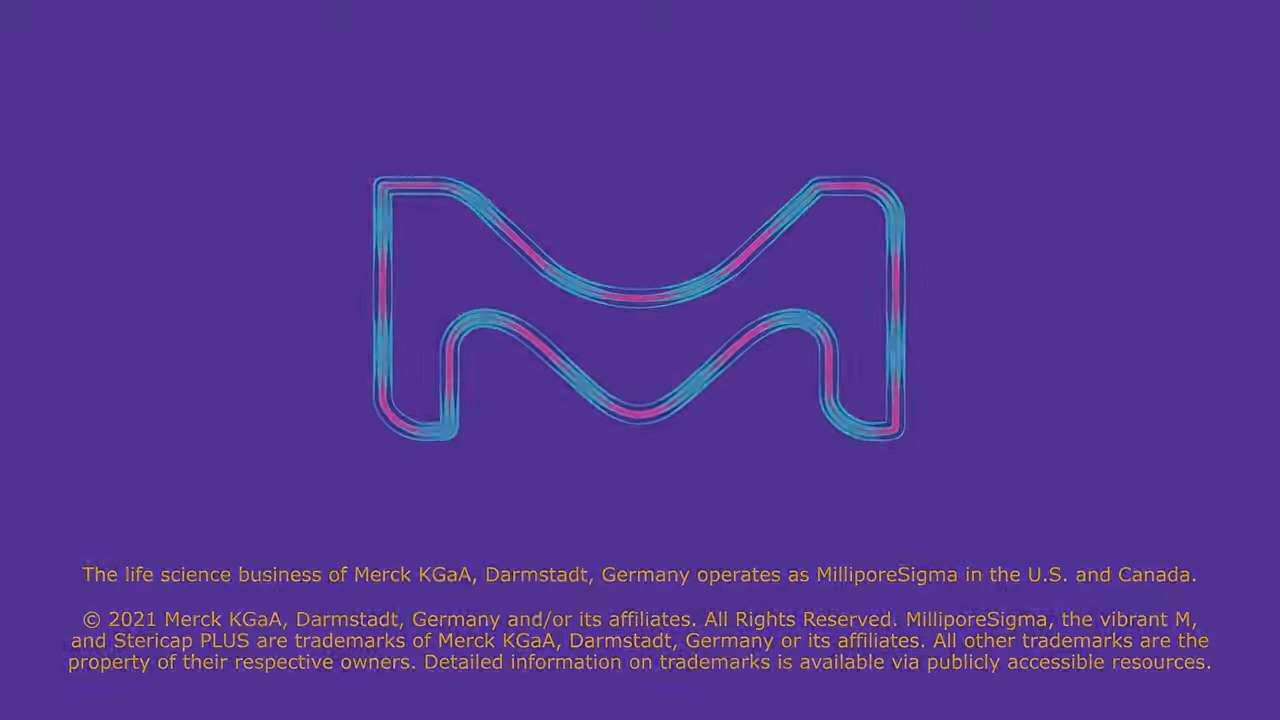 The life science business of Merck KGaA, Darmstadt, Germany operates as MilliporeSigma in the U.S. and Canada.
© 2021 Merck KGaA, Darmstadt, Germany and/or its affiliates. All Rights Reserved. MilliporeSigma, the vibrant M,
and Stericap PLUS are trademarks of Merck KGaA, Darmstadt, Germany or its affiliates. All other trademarks are the
property of their respective owners. Detailed information on trademarks is available via publicly accessible resources.